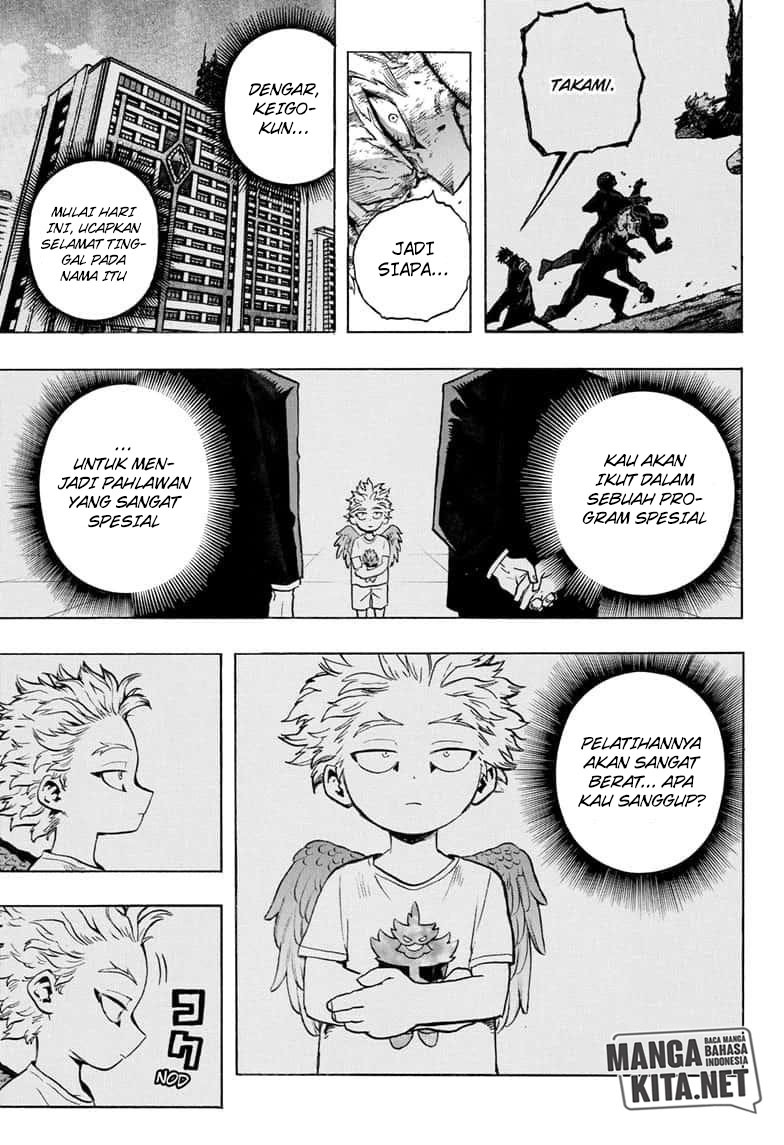 TAKAMI.
JADI
SIAPA...
DENGAR,
KEIGO-
KUN...
MULAI HARI
INI, UCAPKAN
SELAMAT TING-
GAL PADA
NAMA ITU
KAU AKAN
IKUT DALAM
SEBUAH PRO-
GRAM SPESIAL
...
UNTUK MEN-
JADI PAHLAWAN
YANG SANGAT
SPESIAL
PELATIHANNYA
AKAN SANGAT
BERAT... APA
KAU SANGGUP?
コク
NOD
MANGA
KITA.NET
BACA MANGA
BAHASA
INDONESIA